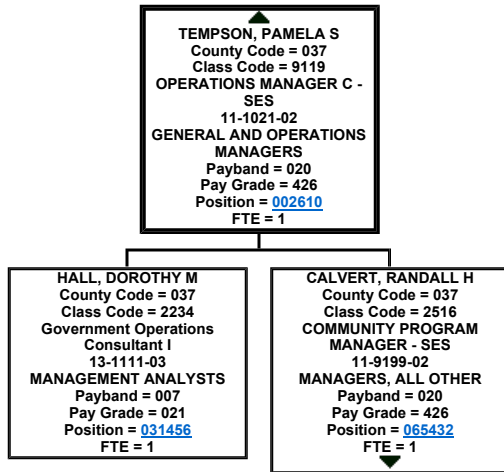 TEMPSON, PAMELA S
County Code = 037
Class Code = 9119
OPERATIONS MANAGER C -
SES
11-1021-02
GENERAL AND OPERATIONS
MANAGERS
Payband = 020
Pay Grade = 426
Position = 002610
FTE = 1
HALL, DOROTHY M
County Code = 037
Class Code = 2234
Government Operations
Consultant I
13-1111-03
MANAGEMENT ANALYSTS
Payband = 007
Pay Grade = 021
Position = 031456
FTE = 1
CALVERT, RANDALL H
County Code = 037
Class Code = 2516
COMMUNITY PROGRAM
MANAGER - SES
11-9199-02
MANAGERS, ALL OTHER
Payband = 020
Pay Grade = 426
Position = 065432
FTE = 1